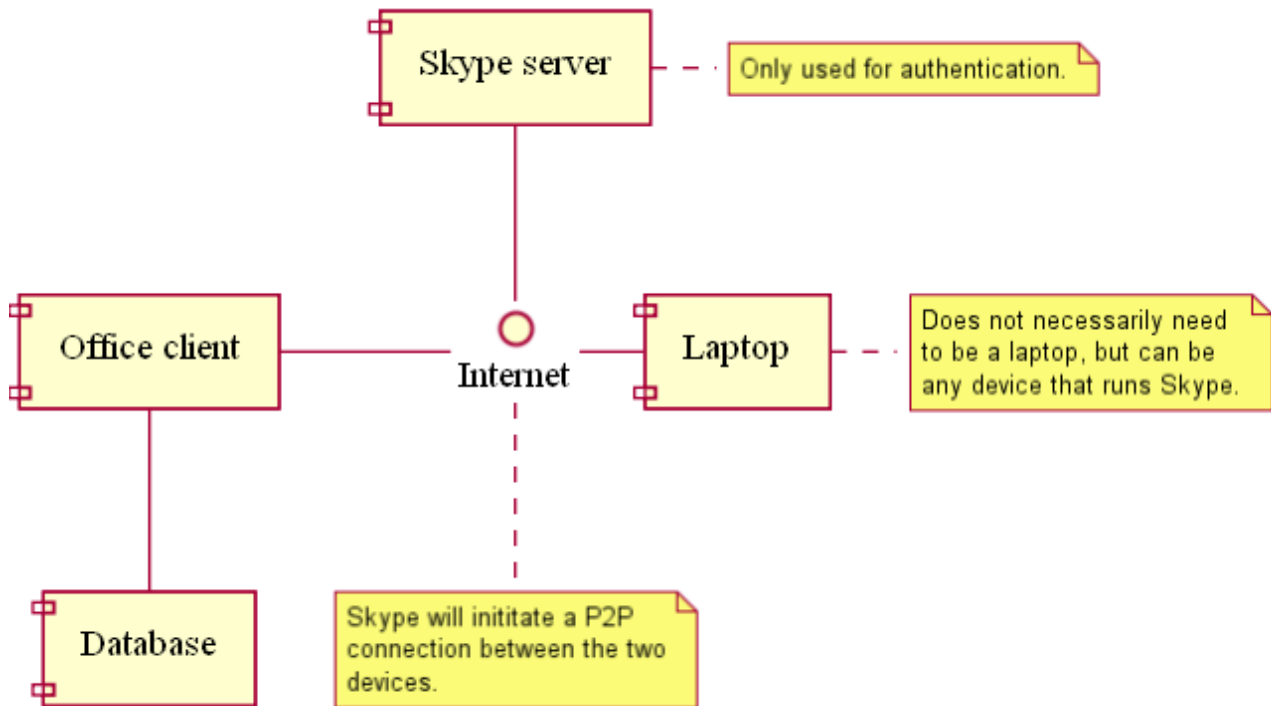 Skype server
Only used for authentication.
Office client
Internet
Laptop
Does not necessarily need
to be a laptop, but can be
any device that runs Skype.
Database
Skype will inititate a P2P
connection between the two
devices.